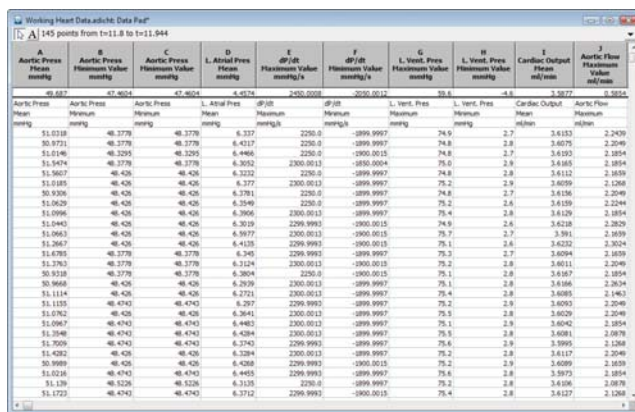 Working Heart Data.adicht: Data Pad*
A 145 points from t=11.8 to t=11.944
A B C D E F G H I J
Aortic Press Mean mmHg Aortic Press Minimum Value mmHg Aortic Press Minimum Value mmHg L. Atrial Pres Mean mmHg dP/dt Maximum Value mmHg/s dP/dt Minimum Value mmHg/s L. Vent. Pres Maximum Value mmHg L. Vent. Pres Minimum Value mmHg Cardiac Output Mean ml/min Aortic Flow Maximum Value ml/min
49.687 47.4604 47.4604 4.4574 2450.0008 -2050.0012 59.6 -4.6 3.5877 0.5854
Aortic Press Aortic Press Aortic Press L. Atrial Pres dP/dt dP/dt L. Vent. Pres L. Vent. Pres Cardiac Output Aortic Flow
Mean Minimum Minimum Mean Maximum Minimum Maximum Minimum Mean Maximum
mmHg mmHg mmHg mmHg mmHg/s mmHg/s mmHg mmHg ml/min ml/min
51.0318 48.3778 48.3778 6.337 2250.0 -1899.9997 74.9 2.7 3.6153 2.2439
50.9731 48.3778 48.3778 6.4317 2250.0 -1899.9997 74.8 2.8 3.6075 2.2049
51.0146 48.3295 48.3295 6.4466 2250.0 -1900.0015 74.8 2.7 3.6193 2.1854
51.5474 48.3778 48.3778 6.3052 2300.0013 -1850.0004 75.0 2.9 3.6165 2.1854
51.5607 48.426 48.426 6.3232 2250.0 -1899.9997 74.8 2.8 3.6112 2.1659
51.0185 48.426 48.426 6.377 2300.0013 -1899.9997 75.2 2.9 3.6059 2.1268
50.9306 48.426 48.426 6.3781 2250.0 -1899.9997 74.8 2.7 3.6156 2.2049
51.0629 48.426 48.426 6.3549 2250.0 -1899.9997 75.2 2.6 3.6159 2.2244
51.0996 48.426 48.426 6.3906 2300.0013 -1899.9997 75.4 2.8 3.6129 2.1854
51.0443 48.426 48.426 6.3019 2299.9993 -1900.0015 74.9 2.6 3.6218 2.2829
51.0663 48.426 48.426 6.5977 2300.0013 -1900.0015 75.7 2.7 3.591 2.1659
51.2667 48.426 48.426 6.4135 2299.9993 -1900.0015 75.1 2.6 3.6232 2.3024
51.6785 48.3778 48.3778 6.345 2299.9993 -1899.9997 75.3 2.7 3.6094 2.1659
51.3763 48.3778 48.3778 6.3124 2300.0013 -1900.0015 75.2 2.8 3.6011 2.2049
50.9318 48.3778 48.3778 6.3804 2250.0 -1899.9997 75.1 2.8 3.6167 2.1854
50.9668 48.426 48.426 6.2939 2300.0013 -1899.9997 75.1 2.8 3.6166 2.2634
51.1114 48.426 48.426 6.2721 2300.0013 -1899.9997 75.4 2.8 3.6085 2.1463
51.1155 48.4743 48.4743 6.297 2299.9993 -1899.9997 75.2 2.9 3.6093 2.2049
51.0762 48.426 48.426 6.3641 2300.0013 -1899.9997 75.5 2.8 3.6029 2.2049
51.0967 48.4743 48.4743 6.4483 2300.0013 -1899.9997 75.1 2.9 3.6042 2.1854
51.3548 48.4743 48.4743 6.4284 2300.0013 -1899.9997 75.5 2.8 3.6081 2.0878
51.7009 48.4743 48.4743 6.3743 2299.9993 -1899.9997 75.6 2.9 3.5995 2.1268
51.4282 48.426 48.426 6.3284 2300.0013 -1899.9997 75.2 2.8 3.6117 2.2049
50.9989 48.426 48.426 6.4268 2299.9993 -1900.0015 75.2 2.9 3.6089 2.1659
51.0216 48.4743 48.4743 6.4455 2299.9993 -1899.9997 75.6 2.8 3.5973 2.1854
51.139 48.5226 48.5226 6.3135 2250.0 -1899.9997 75.2 2.8 3.6106 2.0878
51.1723 48.4743 48.4743 6.3712 2299.9993 -1900.0015 75.4 2.8 3.6127 2.1268